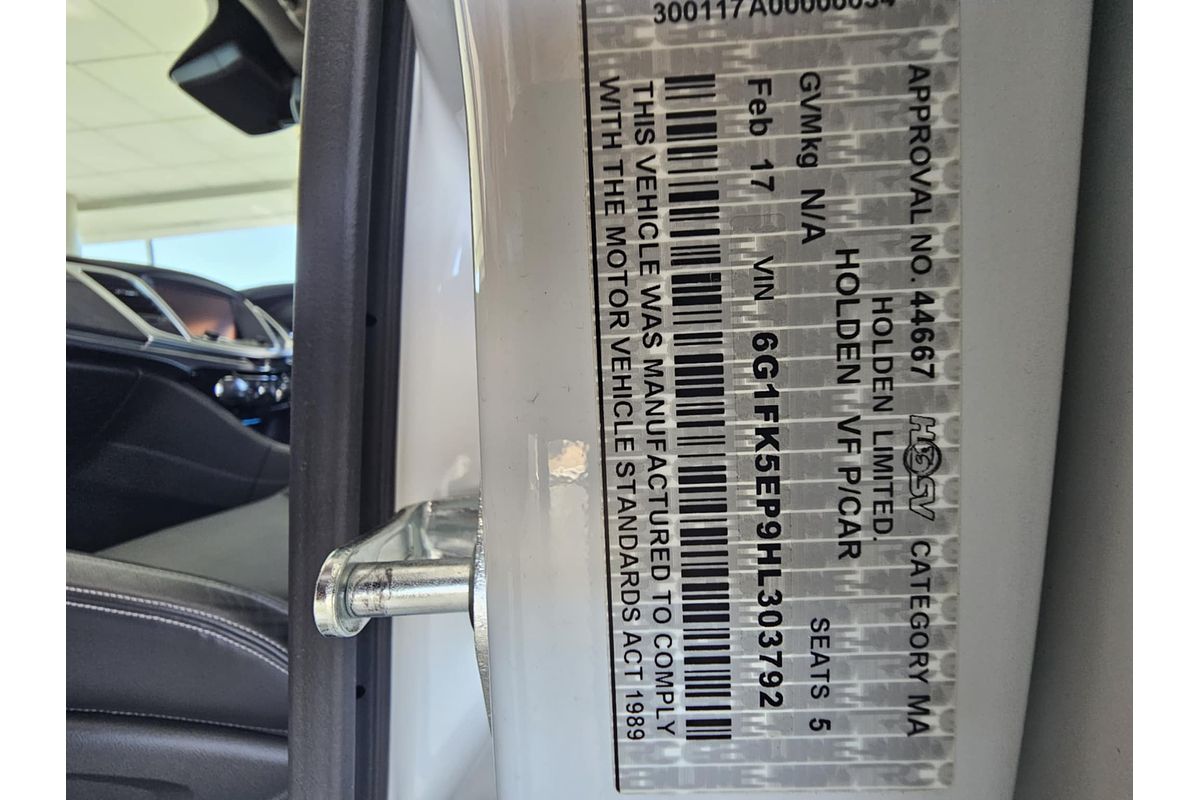 APPROVAL NO. 44667 HSV CATEGORY MA
HOLDEN LIMITED.
HOLDEN VF P/CAR
GVMkg N/A SEATS 5
Feb 17 VIN 6G1FK5EP9HL303792
THIS VEHICLE WAS MANUFACTURED TO COMPLY
WITH THE MOTOR VEHICLE STANDARDS ACT 1989